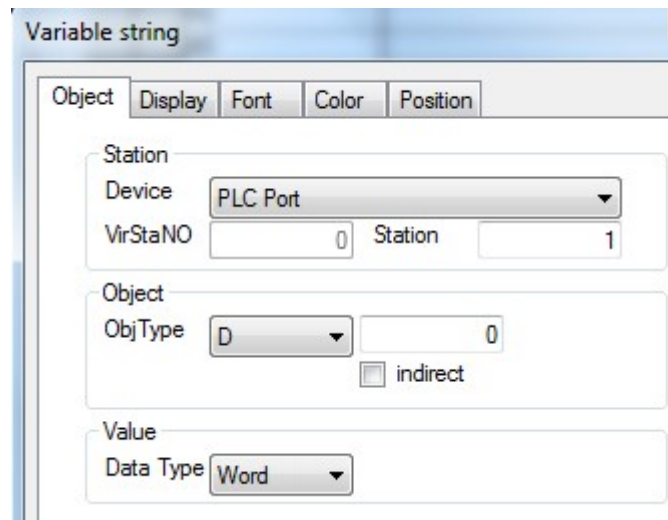 Variable string
Object Display Font Color Position
Station
Device PLC Port
VirStaNO 0 Station 1
Object
ObjType D 0
indirect
Value
Data Type Word